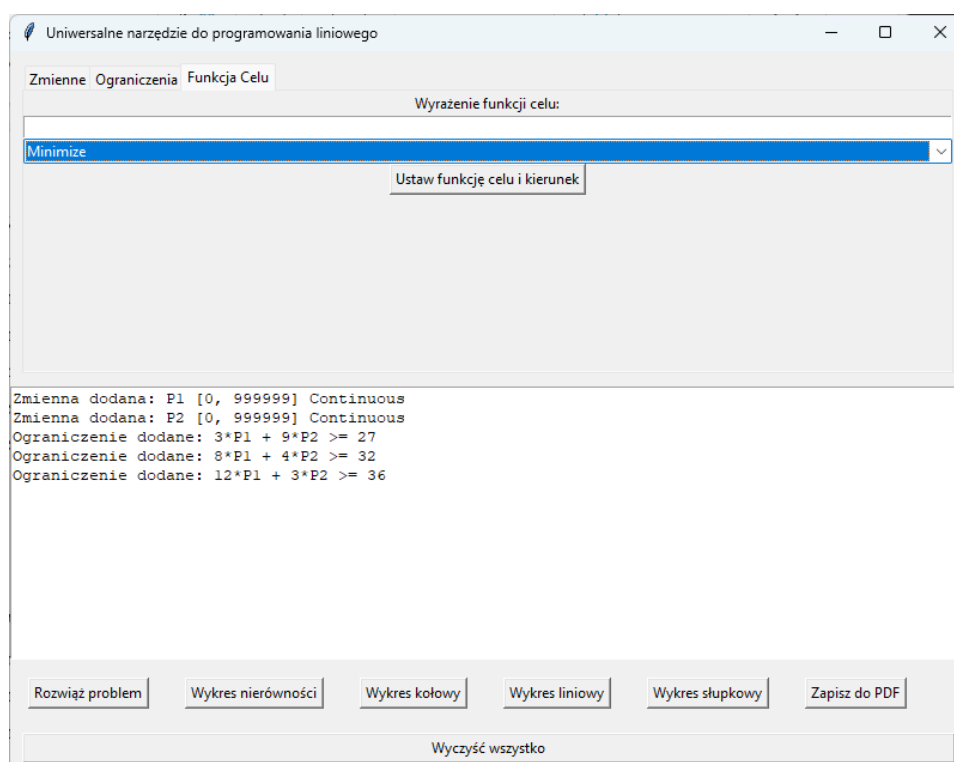 Uniwersalne narzędzie do programowania liniowego
Zmienne Ograniczenia Funkcja Celu
Wyrażenie funkcji celu:
Minimize
Ustaw funkcję celu i kierunek
Zmienna dodana: P1 [0, 999999] Continuous
Zmienna dodana: P2 [0, 999999] Continuous
Ograniczenie dodane: 3*P1 + 9*P2 >= 27
Ograniczenie dodane: 8*P1 + 4*P2 >= 32
Ograniczenie dodane: 12*P1 + 3*P2 >= 36
Rozwiąż problem Wykres nierówności Wykres kołowy Wykres liniowy Wykres słupkowy Zapisz do PDF
Wyczyść wszystko